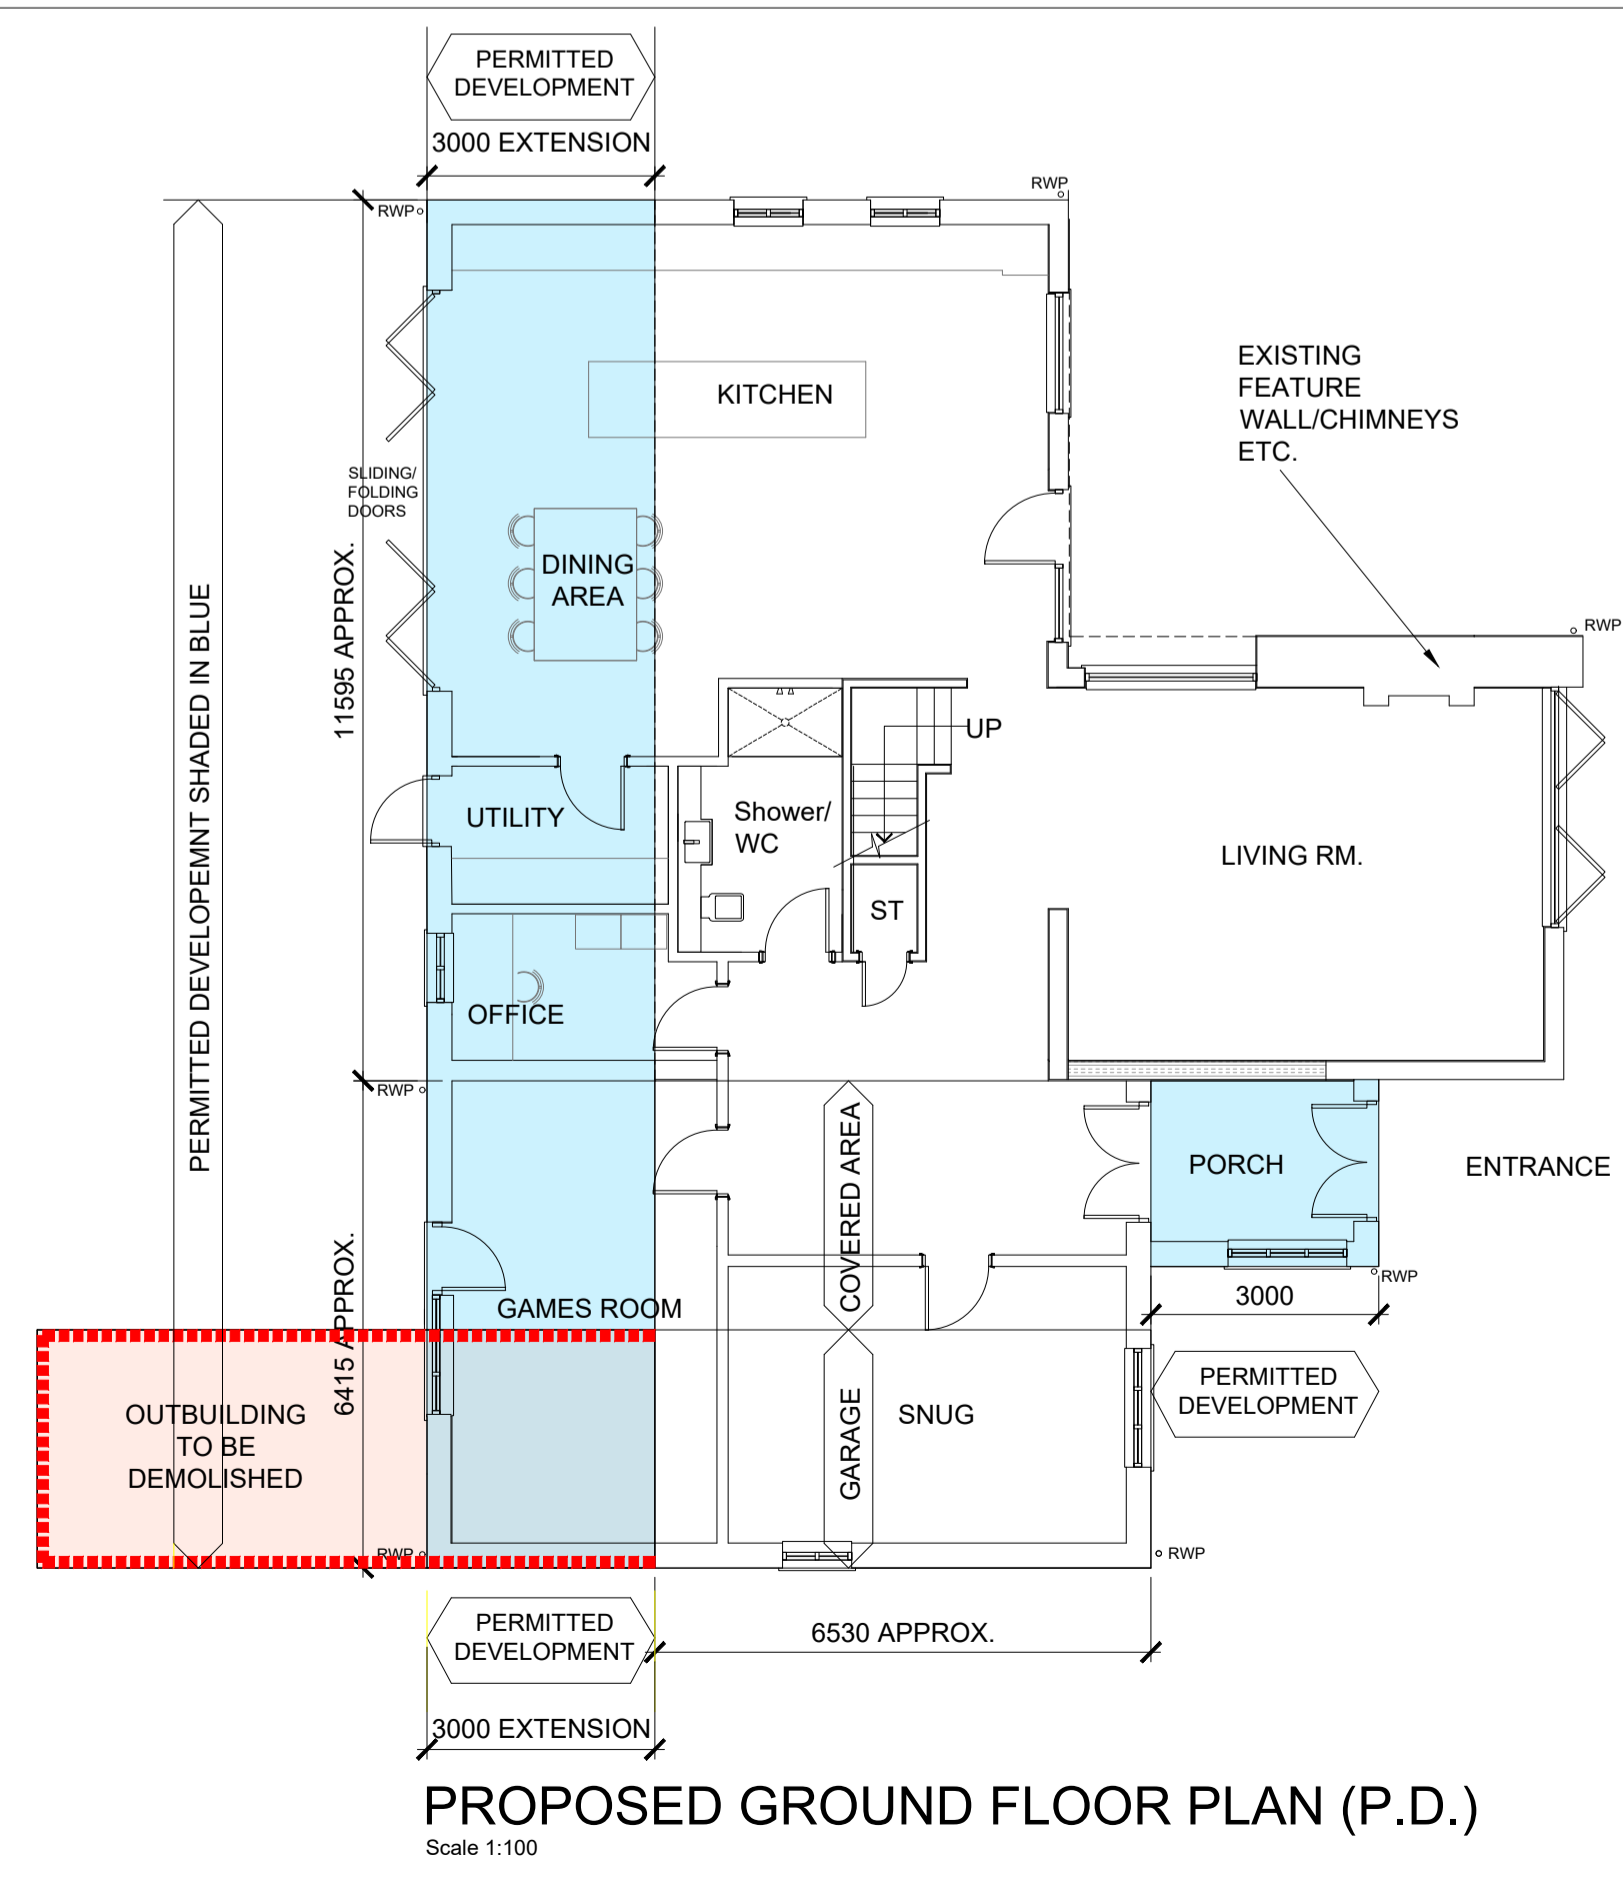 PERMITTED
DEVELOPMENT
3000 EXTENSION
RWP
RWP
EXISTING
FEATURE
WALL/CHIMNEYS
ETC.
KITCHEN
SLIDING/
FOLDING
DOORS
DINING
AREA
11595 APPROX.
PERMITTED DEVELOPEMNT SHADED IN BLUE
RWP
UP
UTILITY
Shower/
WC
LIVING RM.
ST
OFFICE
RWP
COVERED AREA
PORCH
ENTRANCE
6415 APPROX.
GAMES ROOM
RWP
3000
PERMITTED
DEVELOPMENT
OUTBUILDING
TO BE
DEMOLISHED
GARAGE
SNUG
RWP
RWP
PERMITTED
DEVELOPMENT
6530 APPROX.
3000 EXTENSION
PROPOSED GROUND FLOOR PLAN (P.D.)
Scale 1:100